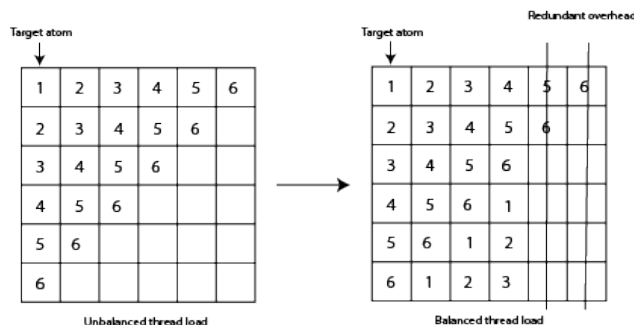 Redundant overhead
Target atom
Target atom
1 2 3 4 5 6
2 3 4 5 6
3 4 5 6
4 5 6
5 6
6
1 2 3 4 5 6
2 3 4 5 6
3 4 5 6
4 5 6 1
5 6 1 2
6 1 2 3
Unbalanced thread load
Balanced thread load